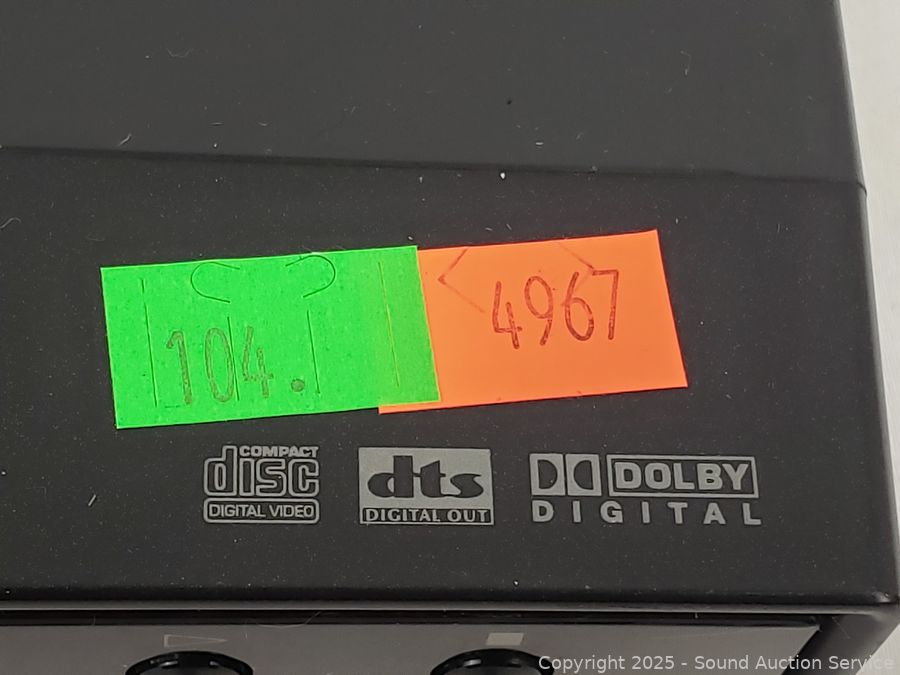 104.
4967
COMPACT
disc
DIGITAL VIDEO
dts
DIGITAL OUT
DOLBY
DIGITAL
Copyright 2025 - Sound Auction Service